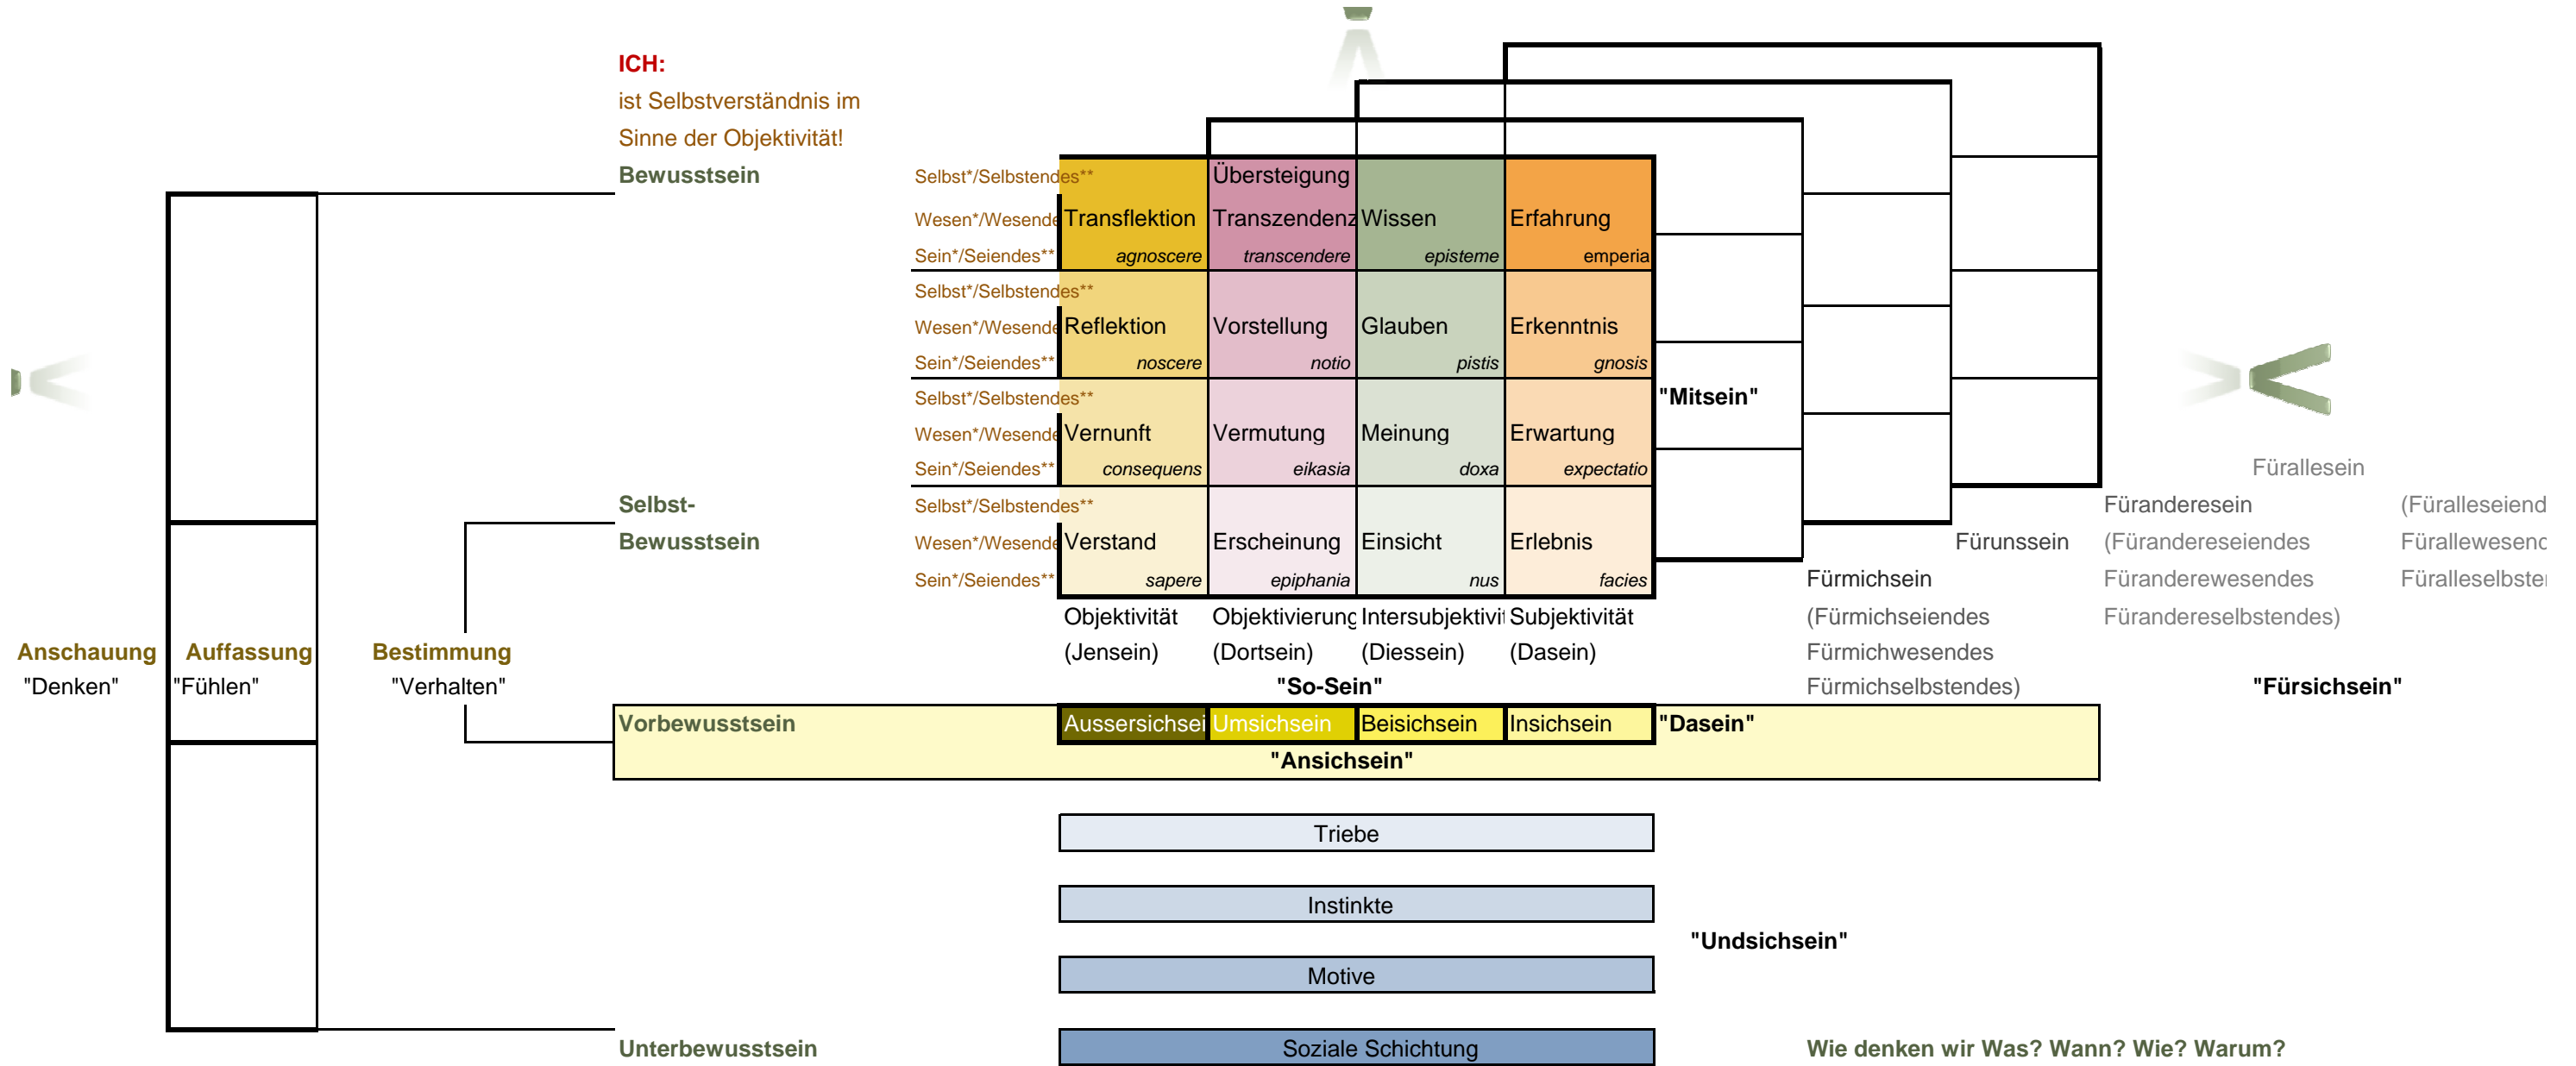 ICH:
ist Selbstverständnis im
Sinne der Objektivität!
Bewusstsein
Selbst*/Selbstendes**
Übersteigung
Wesen*/Wesende
Transflektion
Transzendenz
Wissen
Erfahrung
Sein*/Seiendes**
agnoscere
transcendere
episteme
emperia
Selbst*/Selbstendes**
Wesen*/Wesende
Reflektion
Vorstellung
Glauben
Erkenntnis
Sein*/Seiendes**
noscere
notio
pistis
gnosis
Selbst*/Selbstendes**
"Mitsein"
Wesen*/Wesende
Vernunft
Vermutung
Meinung
Erwartung
Sein*/Seiendes**
consequens
eikasia
doxa
expectatio
Fürallesein
Selbst-
Bewusstsein
Selbst*/Selbstendes**
Füranderesein
(Füralleseiend
Wesen*/Wesende
Verstand
Erscheinung
Einsicht
Erlebnis
Fürunssein
(Fürandereseiendes
Fürallewesend
Sein*/Seiendes**
sapere
epiphania
nus
facies
Fürmichsein
Füranderewesendes
Füralleselbste
Objektivität
Objektivierung
Intersubjektivi
Subjektivität
(Fürmichseiendes
Fürandereselbstendes)
Anschauung
Auffassung
Bestimmung
(Jensein)
(Dortsein)
(Diessein)
(Dasein)
Fürmichwesendes
"Denken"
"Fühlen"
"Verhalten"
"So-Sein"
Fürmichselbstendes)
"Fürsichsein"
Vorbewusstsein
Aussersichsei
Umsichsein
Beisichsein
Insichsein
"Dasein"
"Ansichsein"
Triebe
Instinkte
"Undsichsein"
Motive
Unterbewusstsein
Soziale Schichtung
Wie denken wir Was? Wann? Wie? Warum?